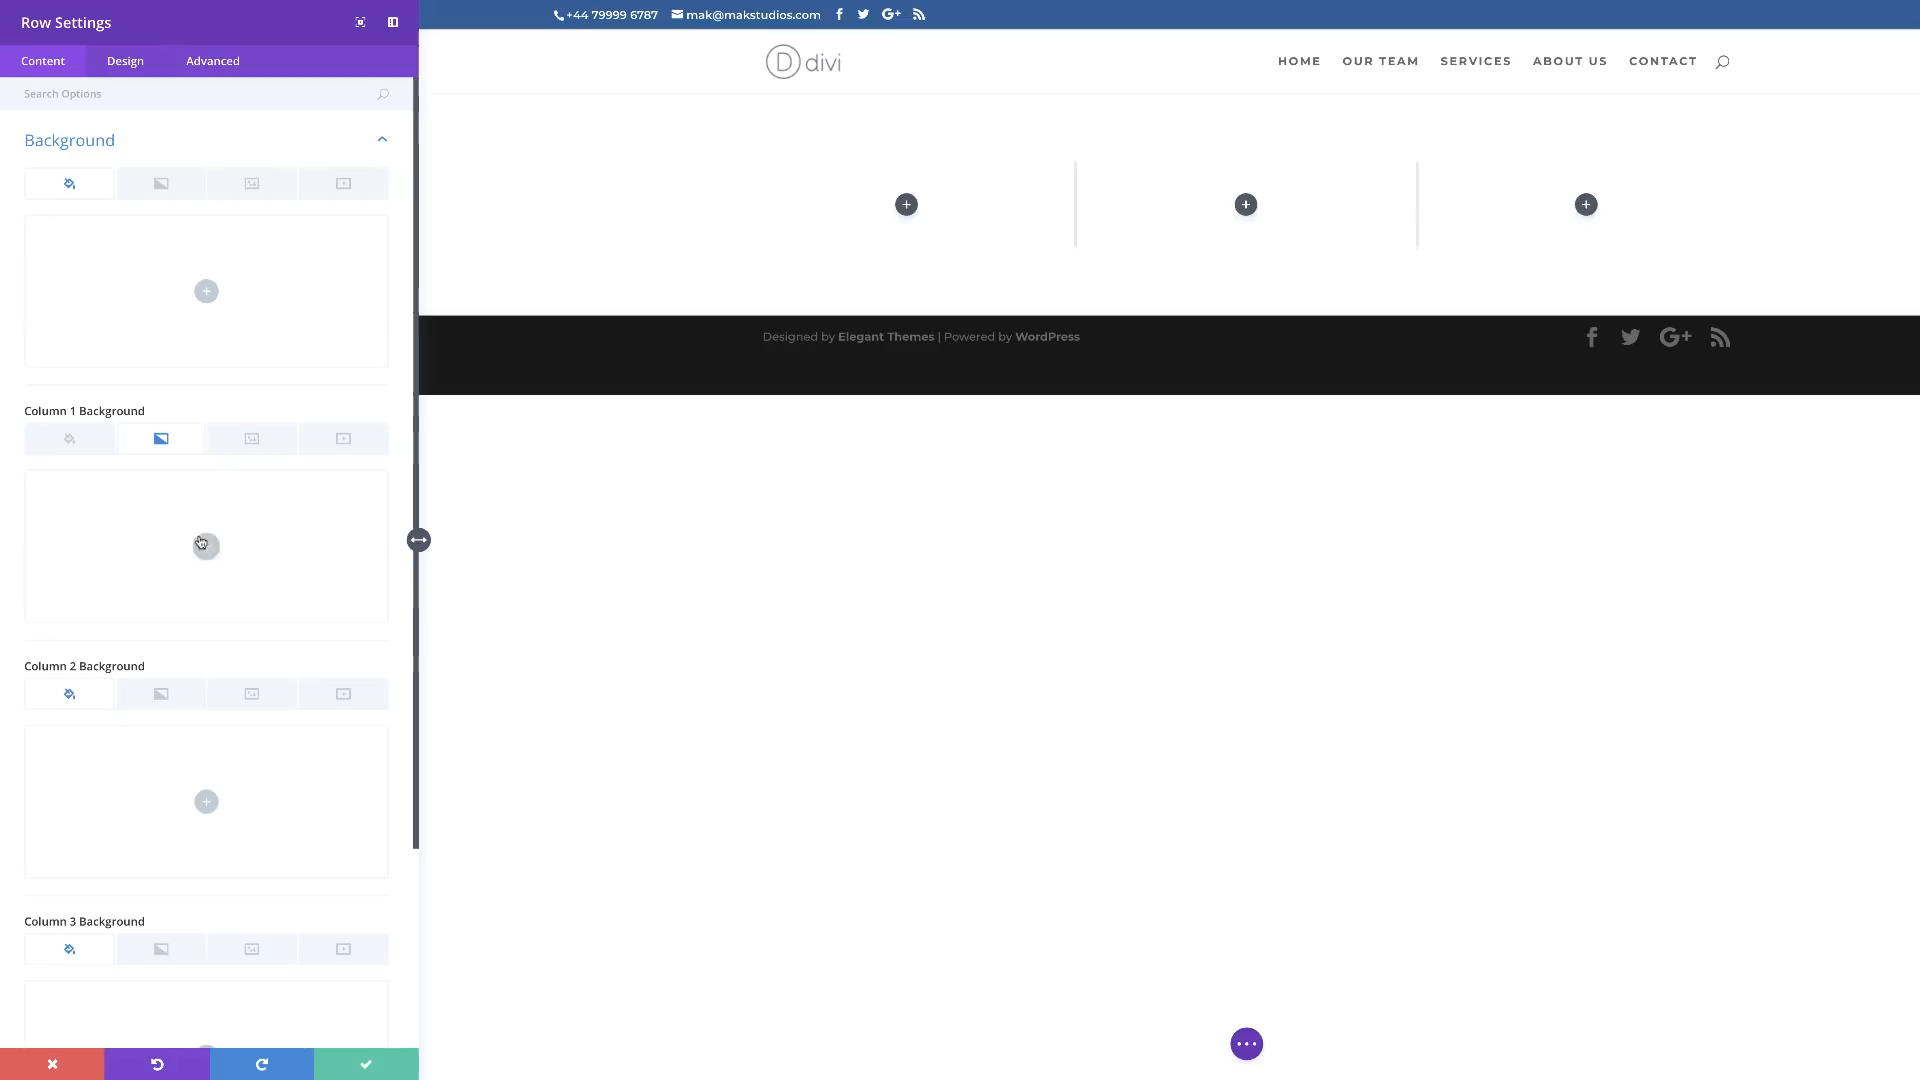 Row Settings
Content Design Advanced
Search Options
Background
Column 1 Background
Column 2 Background
Column 3 Background
+44 79999 6787 mak@makstudios.com
D divi
HOME OUR TEAM SERVICES ABOUT US CONTACT
Designed by Elegant Themes | Powered by WordPress